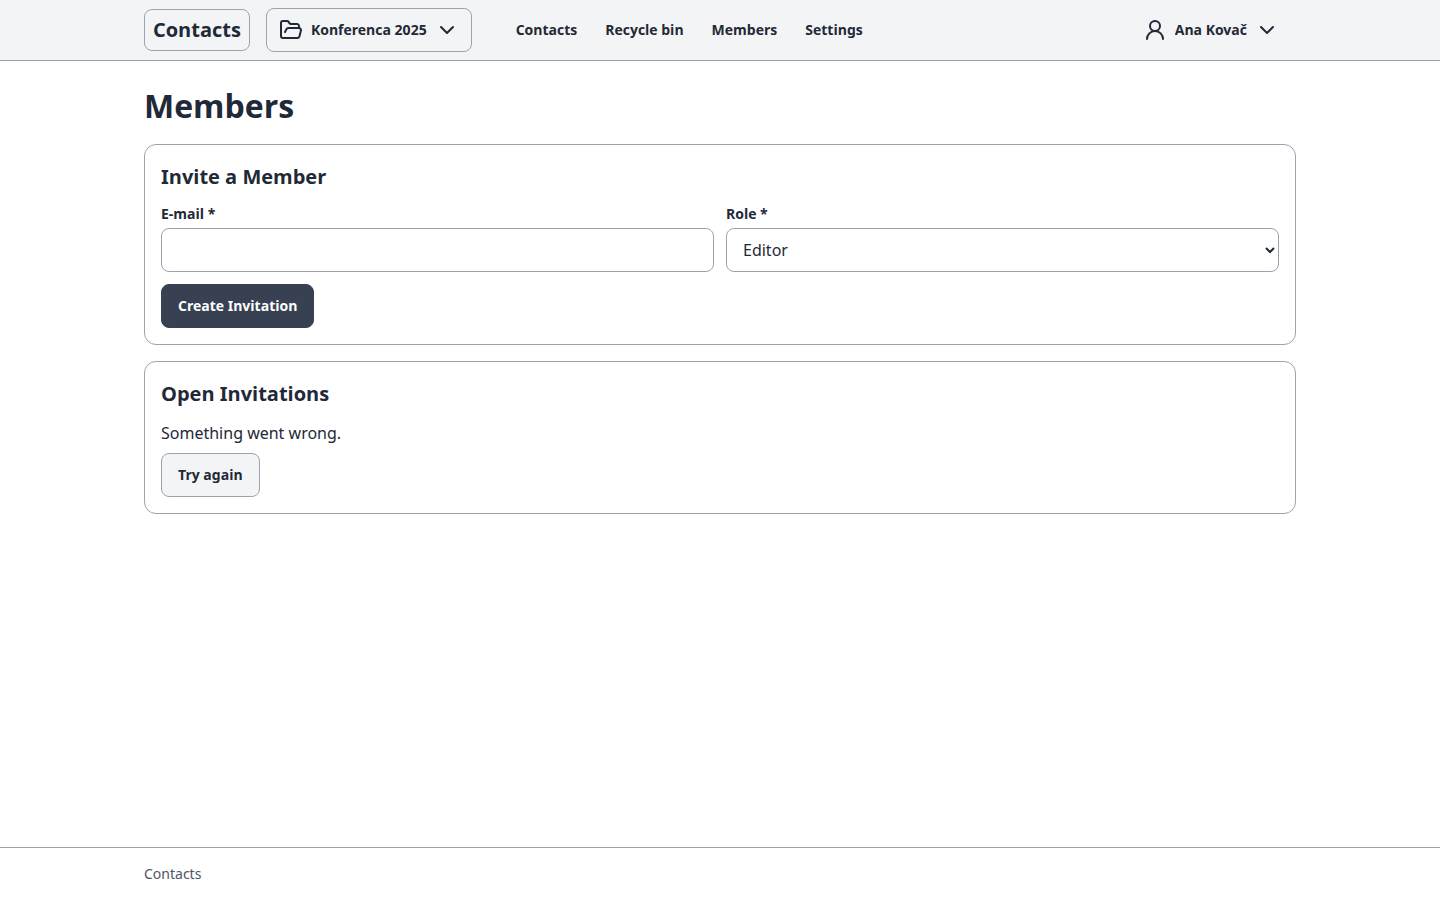 Contacts
Konferenca 2025
Contacts
Recycle bin
Members
Settings
Ana Kovač
Members
Invite a Member
E-mail *
Role *
Editor
Create Invitation
Open Invitations
Something went wrong.
Try again
Contacts